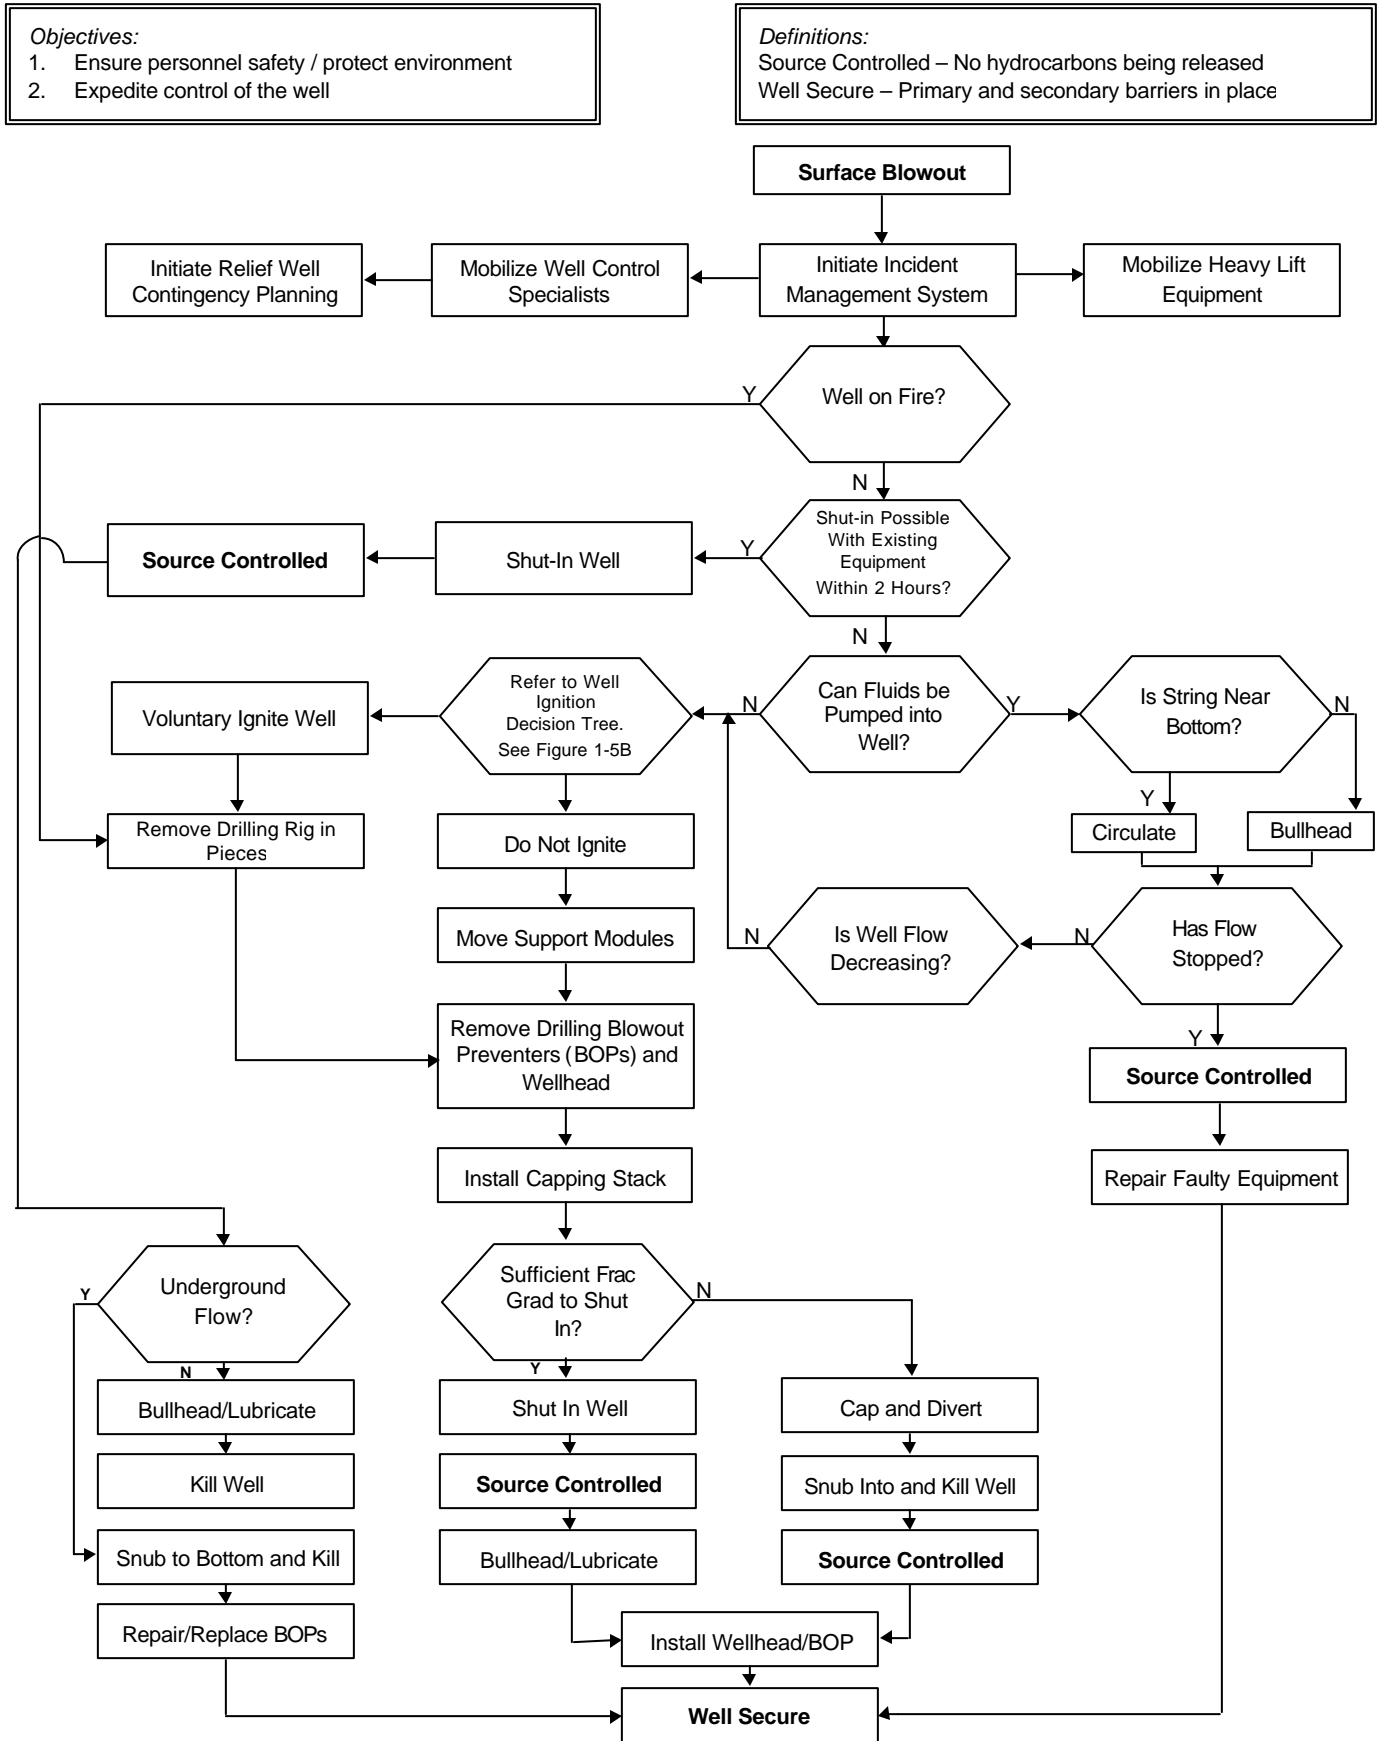 Objectives:
1. Ensure personnel safety / protect environment
2. Expedite control of the well
Definitions:
Source Controlled – No hydrocarbons being released
Well Secure – Primary and secondary barriers in place
Surface Blowout
Initiate Relief Well
Contingency Planning
Mobilize Well Control
Specialists
Initiate Incident
Management System
Mobilize Heavy Lift
Equipment
Y
Well on Fire?
N
Source Controlled
Shut-In Well
Y
Shut-in Possible
With Existing
Equipment
Within 2 Hours?
N
Voluntary Ignite Well
Refer to Well
Ignition
Decision Tree.
See Figure 1-5B
N
Can Fluids be
Pumped into
Well?
Y
Is String Near
Bottom?
N
Y
Remove Drilling Rig in
Pieces
Do Not Ignite
Circulate
Bullhead
Move Support Modules
N
Is Well Flow
Decreasing?
N
Has Flow
Stopped?
Y
Remove Drilling Blowout
Preventers (BOPs) and
Wellhead
Source Controlled
Install Capping Stack
Repair Faulty Equipment
Y
Underground
Flow?
N
Sufficient Frac
Grad to Shut
In?
N
Y
Bullhead/Lubricate
Shut In Well
Cap and Divert
Kill Well
Source Controlled
Snub Into and Kill Well
Snub to Bottom and Kill
Bullhead/Lubricate
Source Controlled
Repair/Replace BOPs
Install Wellhead/BOP
Well Secure